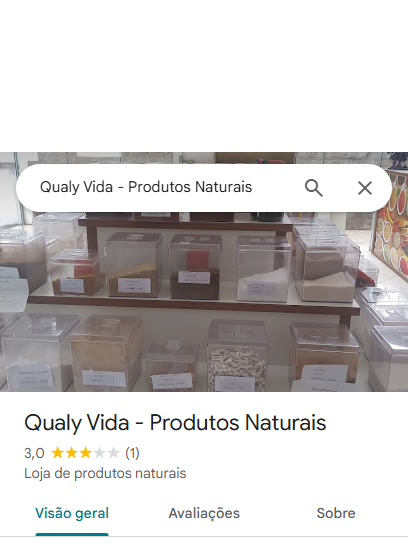 Qualy Vida - Produtos Naturais
Qualy Vida - Produtos Naturais
3,0 (1)
Loja de produtos naturais
Visão geral
Avaliações
Sobre